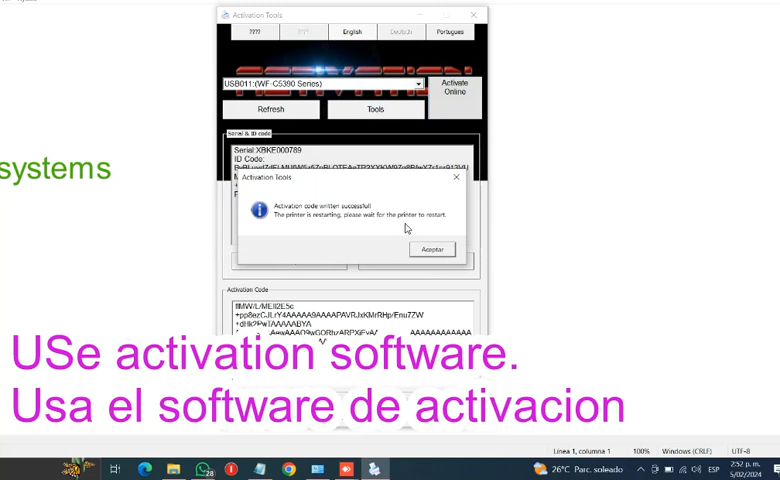 Activation Tools
???? ???? English Deutsch Portugues
USB011:(WF-C5390 Series)
Activate
Online
Refresh Tools
Serial & ID code
Serial:XBKE000789
ID Code:
systems
Activation Tools
Activation code written successfull
The printer is restarting, please wait for the printer to restart.
Aceptar
Activation Code
USe activation software.
Usa el software de activacion
28
Línea 1, columna 1 100% Windows (CRLF) UTF-8
26°C Parc. soleado ESP 2:52 p. m.
5/02/2024